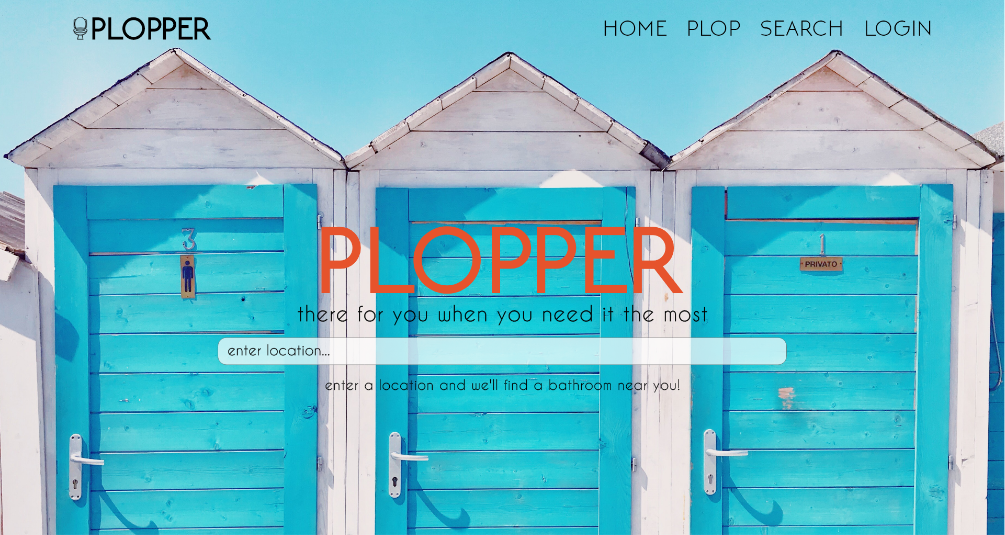 PLOPPER
HOME PLOP SEARCH LOGIN
3
1
PRIVATO
PLOPPER
there for you when you need it the most
enter location...
enter a location and we'll find a bathroom near you!